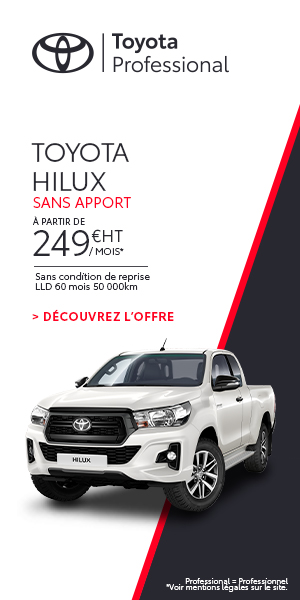 Toyota
Professional
TOYOTA
HILUX
SANS APPORT
À PARTIR DE
249€HT
/ MOIS*
Sans condition de reprise
LLD 60 mois 50 000km
> DÉCOUVREZ L'OFFRE
HILUX
Professional = Professionnel
*Voir mentions légales sur le site.